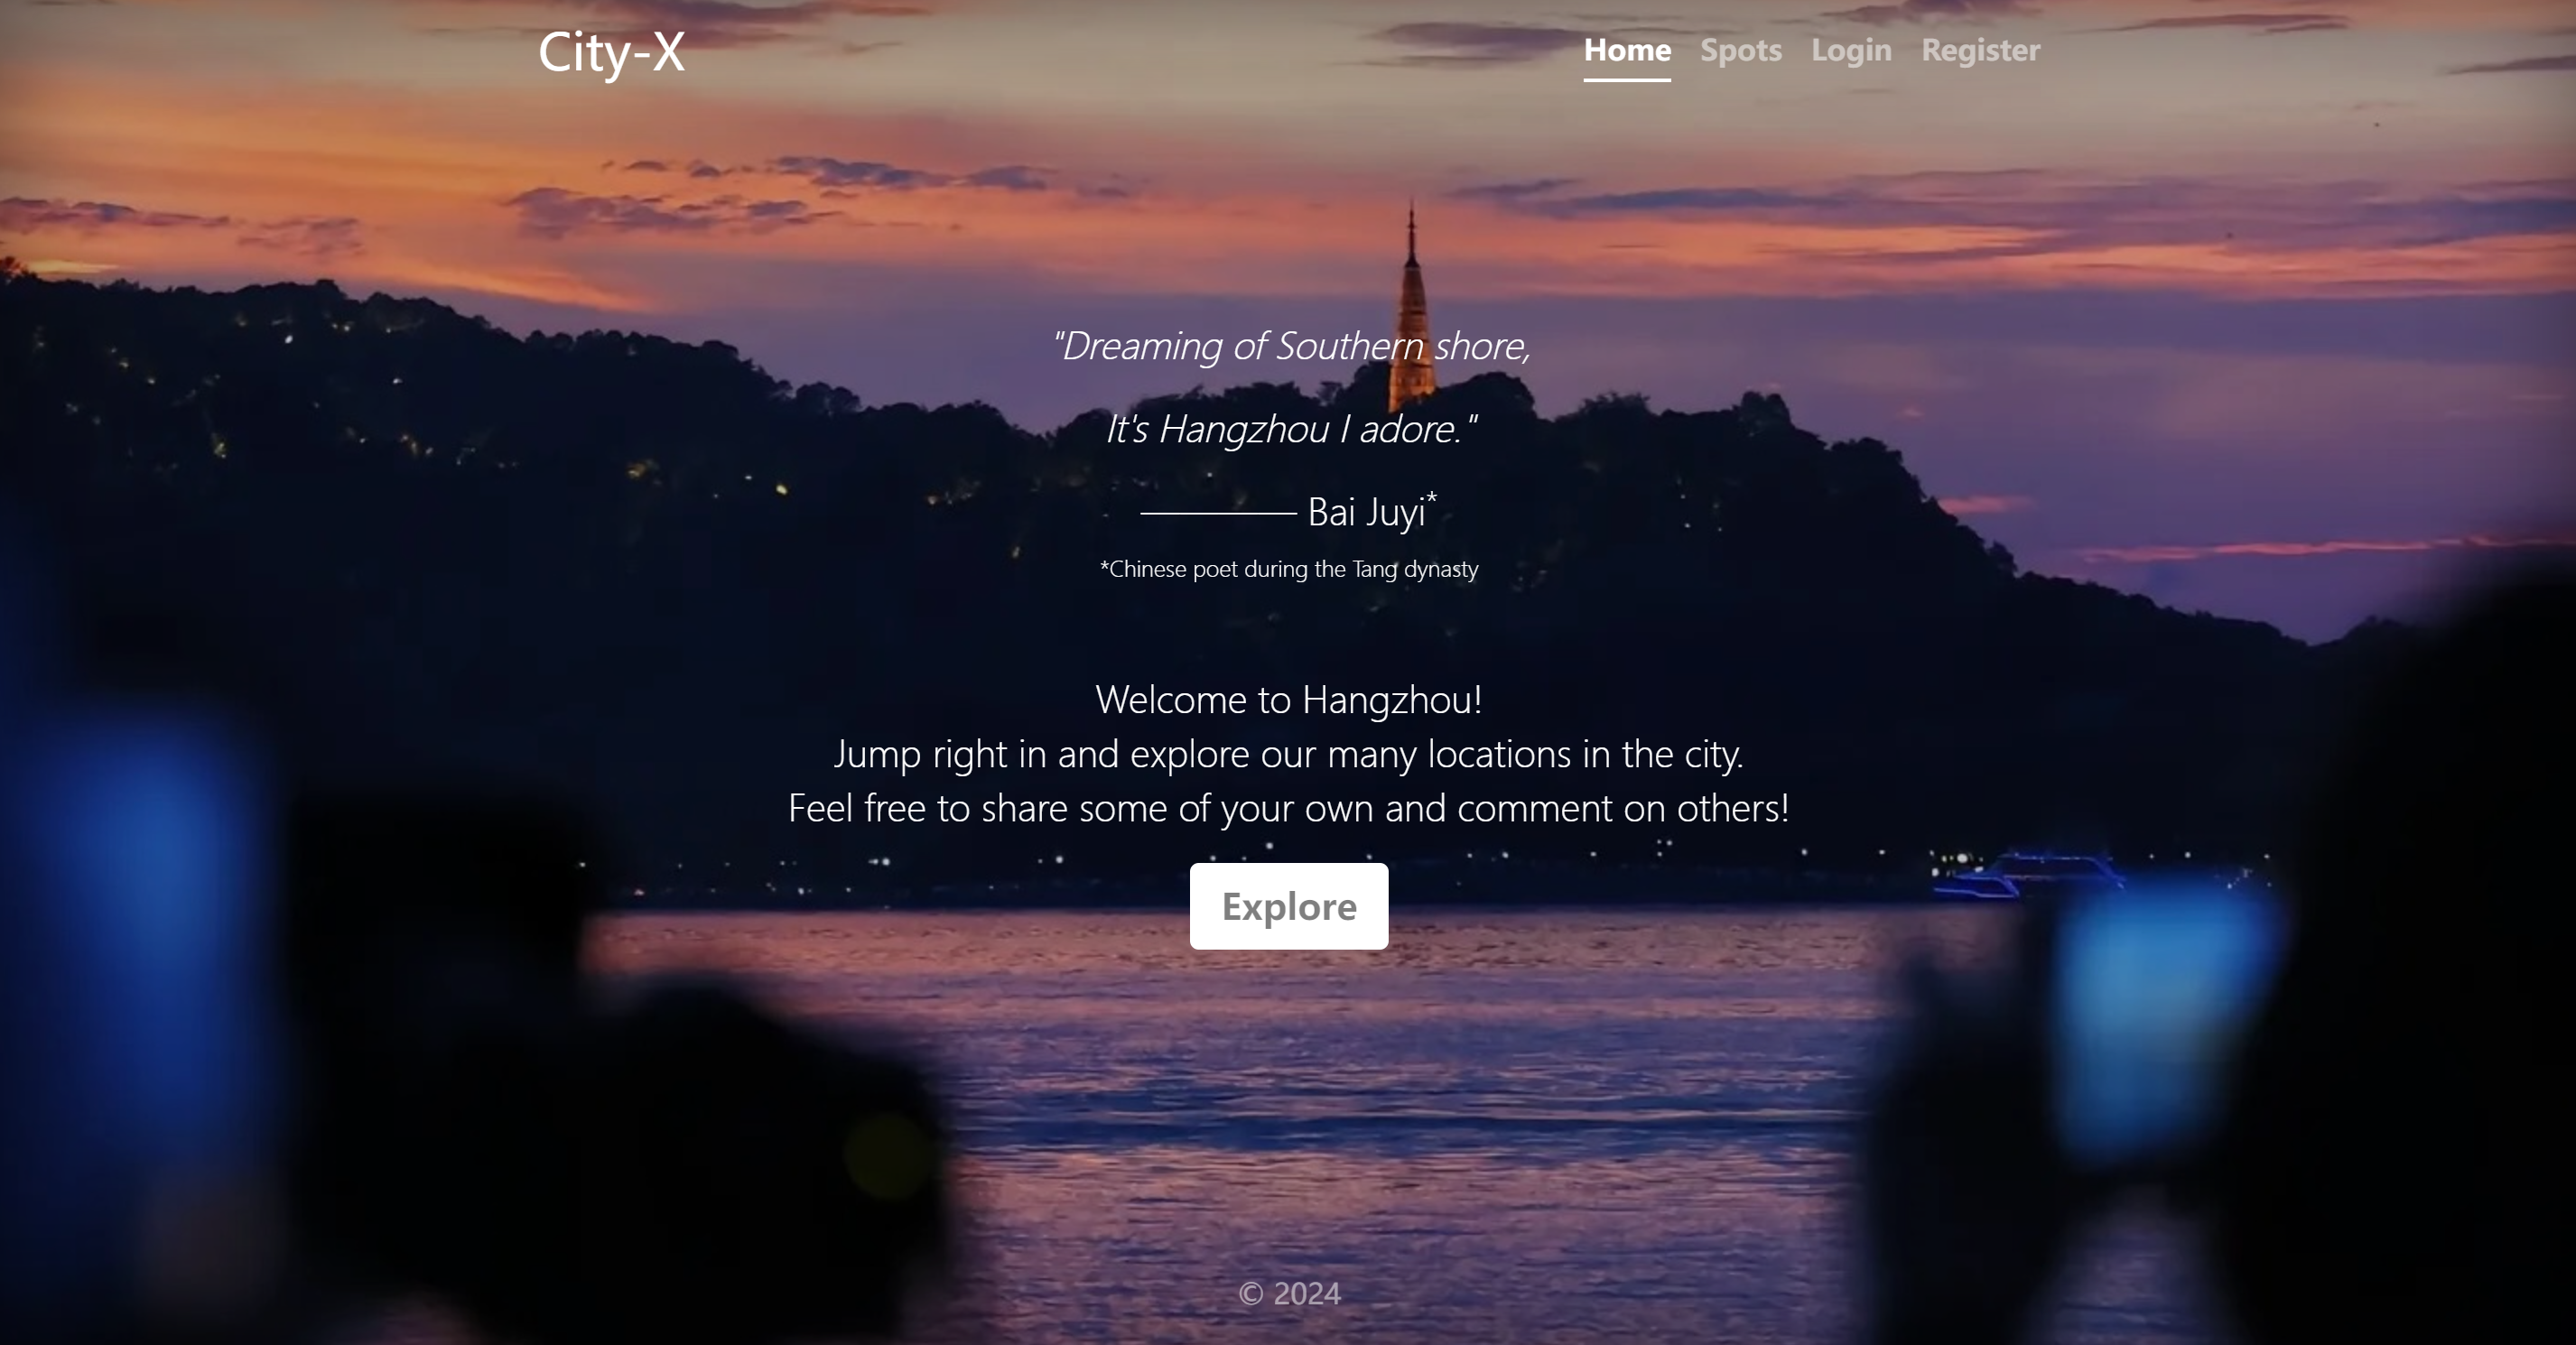 City-X
Home Spots Login Register
"Dreaming of Southern shore,
It's Hangzhou I adore."
Bai Juyi*
*Chinese poet during the Tang dynasty
Welcome to Hangzhou!
Jump right in and explore our many locations in the city.
Feel free to share some of your own and comment on others!
Explore
© 2024